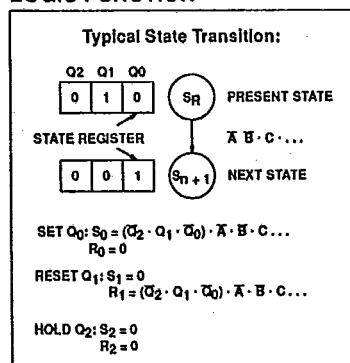 Typical State Transition:
Q2 Q1 Q0
0 1 0 SR PRESENT STATE
STATE REGISTER A̅ B̅ · C · ...
0 0 1 Sn + 1 NEXT STATE
SET Q0: S0 = (Q̅2 · Q1 · Q̅0) · A̅ · B̅ · C ...
R0 = 0
RESET Q1: S1 = 0
R1 = (Q̅2 · Q1 · Q̅0) · A̅ · B̅ · C ...
HOLD Q2: S2 = 0
R2 = 0